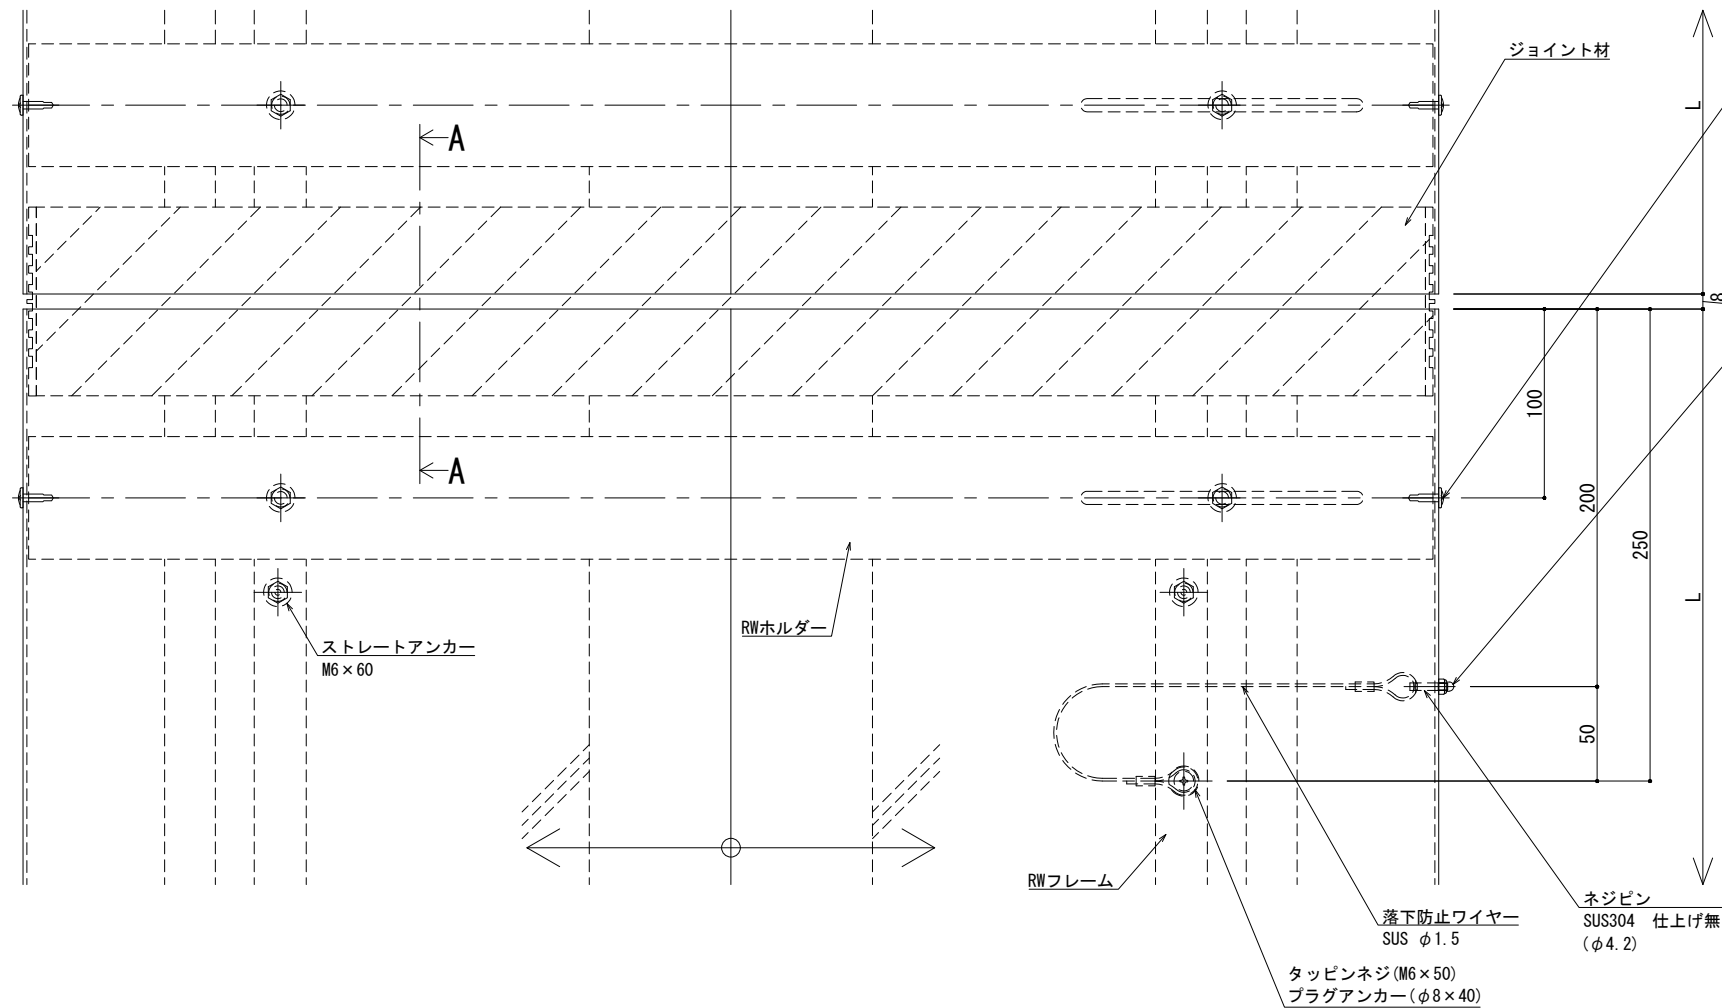 ジョイント材
L
A
8
100
A
200
250
L
RWホルダー
ストレートアンカー
M6×60
50
RWフレーム
ネジピン
SUS304 仕上げ無
(φ4.2)
落下防止ワイヤー
SUS φ1.5
タッピンネジ(M6×50)
プラグアンカー(φ8×40)